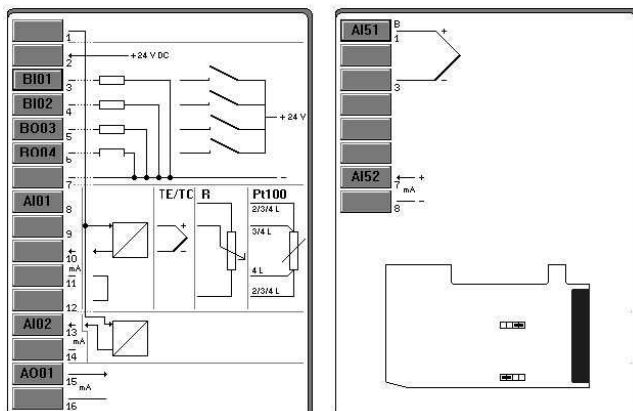 1
2
+ 24 V DC
BI01
3
BI02
4
BO03
5
+ 24 V
BO04
6
7
−
TE/TC R Pt100
AI01
8
2/3/4 L
+
9
3/4 L
10
−
mA
4 L
11
2/3/4 L
12
AI02
13
mA
14
AO01
15
mA
16
AI51
B
1
+
3
−
AI52
+
7
mA
8
−